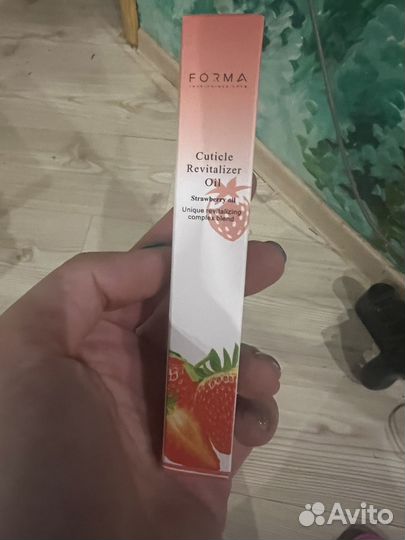 FORMA
Cuticle
Revitalizer
Oil
Strawberry oil
Unique revitalizing
complex blend
Avito